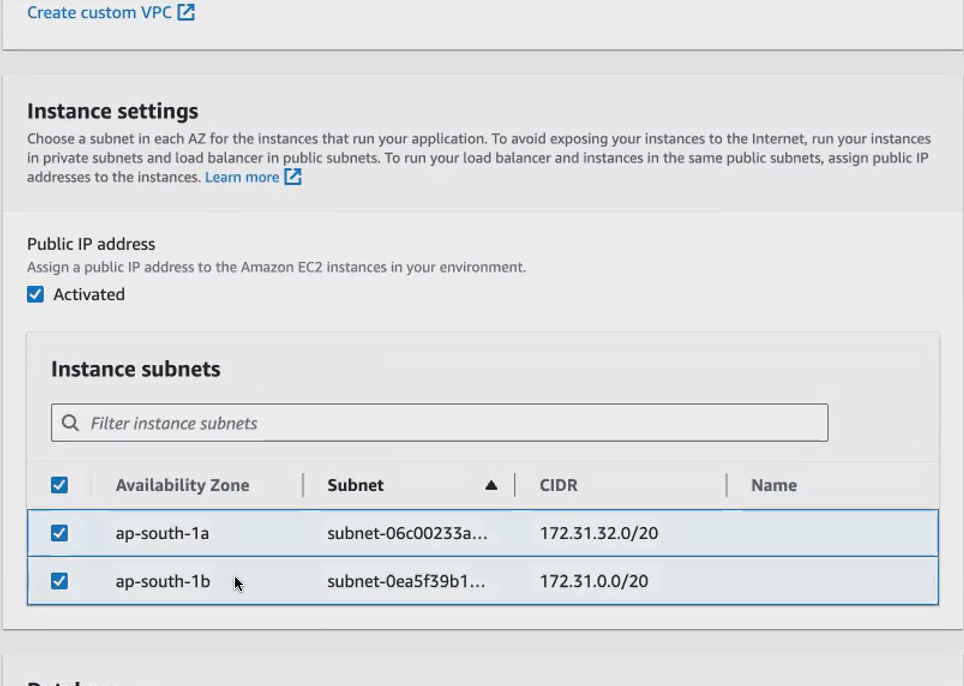 Create custom VPC
Instance settings
Choose a subnet in each AZ for the instances that run your application. To avoid exposing your instances to the Internet, run your instances
in private subnets and load balancer in public subnets. To run your load balancer and instances in the same public subnets, assign public IP
addresses to the instances. Learn more
Public IP address
Assign a public IP address to the Amazon EC2 instances in your environment.
Activated
Instance subnets
Filter instance subnets
Availability Zone Subnet CIDR Name
ap-south-1a subnet-06c00233a... 172.31.32.0/20
ap-south-1b subnet-0ea5f39b1... 172.31.0.0/20